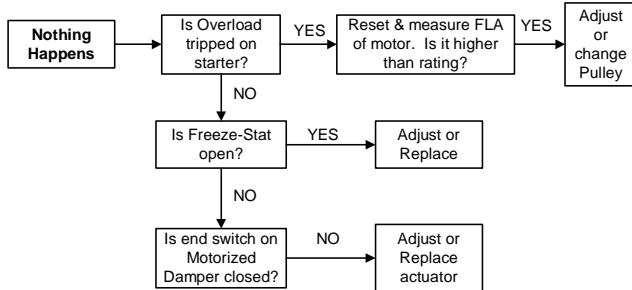 Nothing
Happens
Is Overload
tripped on
starter?
YES
Reset & measure FLA
of motor.  Is it higher
than rating?
YES
Adjust
or
change
Pulley
NO
Is Freeze-Stat
open?
YES
Adjust or
Replace
NO
Is end switch on
Motorized
Damper closed?
NO
Adjust or
Replace
actuator